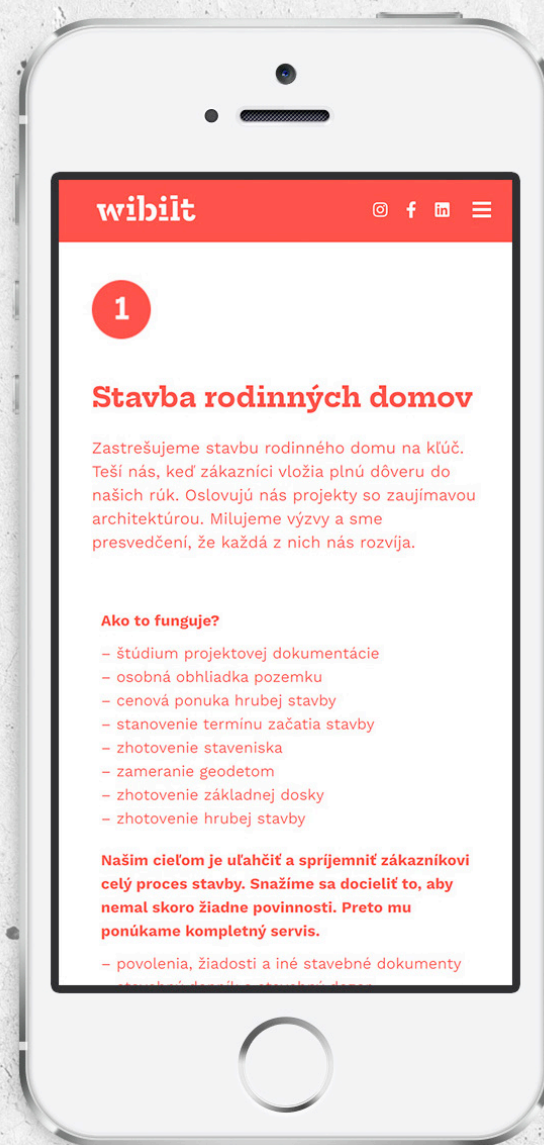 wibilt
1
Stavba rodinných domov
Zastrešujeme stavbu rodinného domu na kľúč.
Teší nás, keď zákazníci vložia plnú dôveru do
našich rúk. Oslovujú nás projekty so zaujímavou
architektúrou. Milujeme výzvy a sme
presvedčení, že každá z nich nás rozvíja.
Ako to funguje?
– štúdium projektovej dokumentácie
– osobná obhliadka pozemku
– cenová ponuka hrubej stavby
– stanovenie termínu začatia stavby
– zhotovenie staveniska
– zameranie geodetom
– zhotovenie základnej dosky
– zhotovenie hrubej stavby
Našim cieľom je uľahčiť a spríjemniť zákazníkovi
celý proces stavby. Snažíme sa docieliť to, aby
nemal skoro žiadne povinnosti. Preto mu
ponúkame kompletný servis.
– povolenia, žiadosti a iné stavebné dokumenty